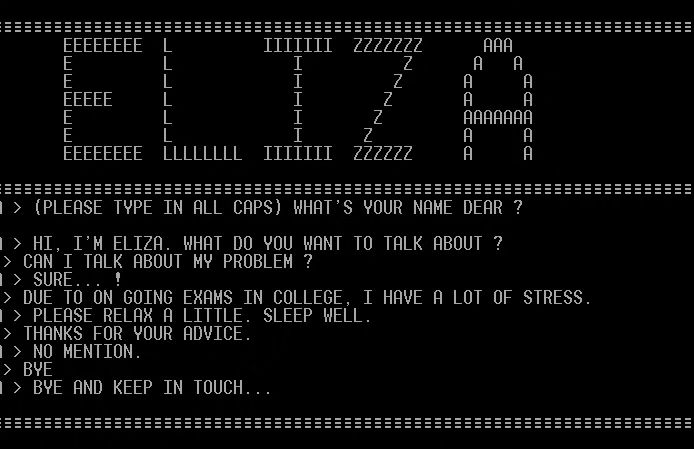 ================================================================
EEEEEEEE L IIIIIII ZZZZZZZ AAA
E L I Z A A
E L I Z A A
EEEEE L I Z A A
E L I Z AAAAAAA
E L I Z A A
EEEEEEEE LLLLLLLL IIIIIII ZZZZZZ A A
================================================================
> (PLEASE TYPE IN ALL CAPS) WHAT'S YOUR NAME DEAR ?
> HI, I'M ELIZA. WHAT DO YOU WANT TO TALK ABOUT ?
> CAN I TALK ABOUT MY PROBLEM ?
> SURE... !
> DUE TO ON GOING EXAMS IN COLLEGE, I HAVE A LOT OF STRESS.
> PLEASE RELAX A LITTLE. SLEEP WELL.
> THANKS FOR YOUR ADVICE.
> NO MENTION.
> BYE
> BYE AND KEEP IN TOUCH...
================================================================